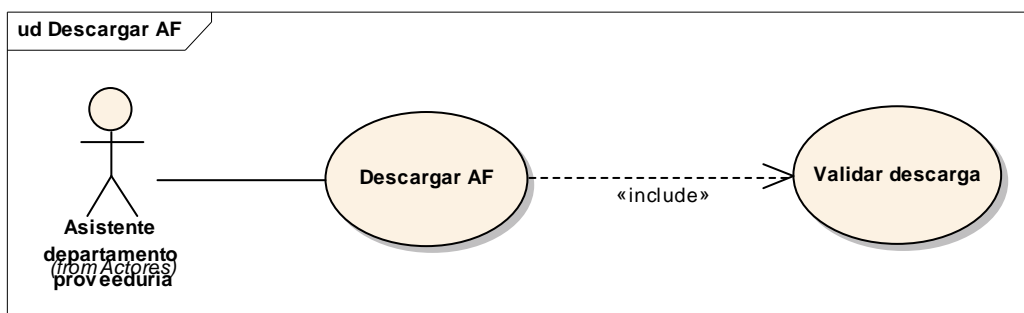 ud Descargar AF
Asistente
departamento
(from Actores)
proveeduria
Descargar AF
«include»
Validar descarga